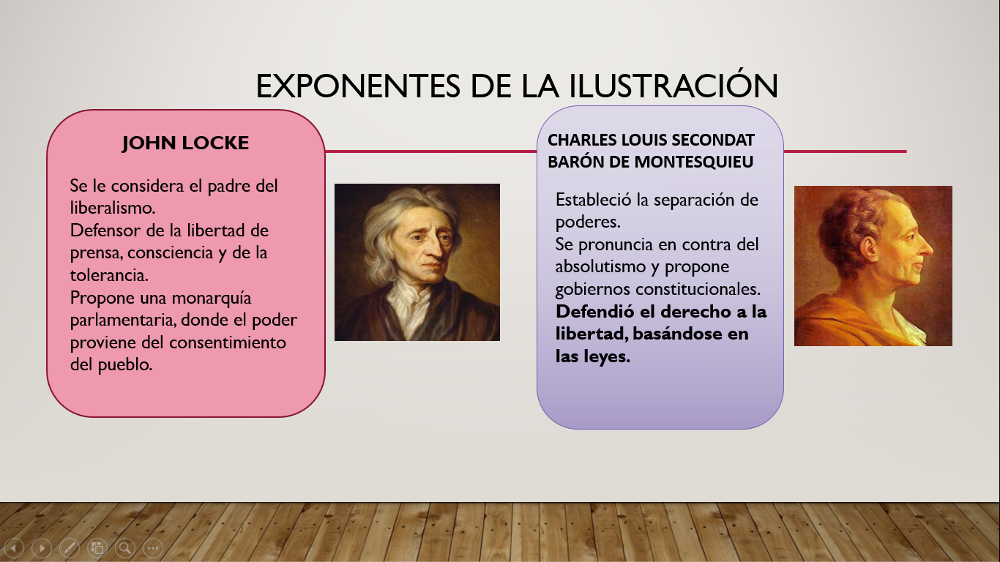 EXPONENTES DE LA ILUSTRACIÓN
JOHN LOCKE
Se le considera el padre del
liberalismo.
Defensor de la libertad de
prensa, consciencia y de la
tolerancia.
Propone una monarquía
parlamentaria, donde el poder
proviene del consentimiento
del pueblo.
CHARLES LOUIS SECONDAT
BARÓN DE MONTESQUIEU
Estableció la separación de
poderes.
Se pronuncia en contra del
absolutismo y propone
gobiernos constitucionales.
Defendió el derecho a la
libertad, basándose en
las leyes.